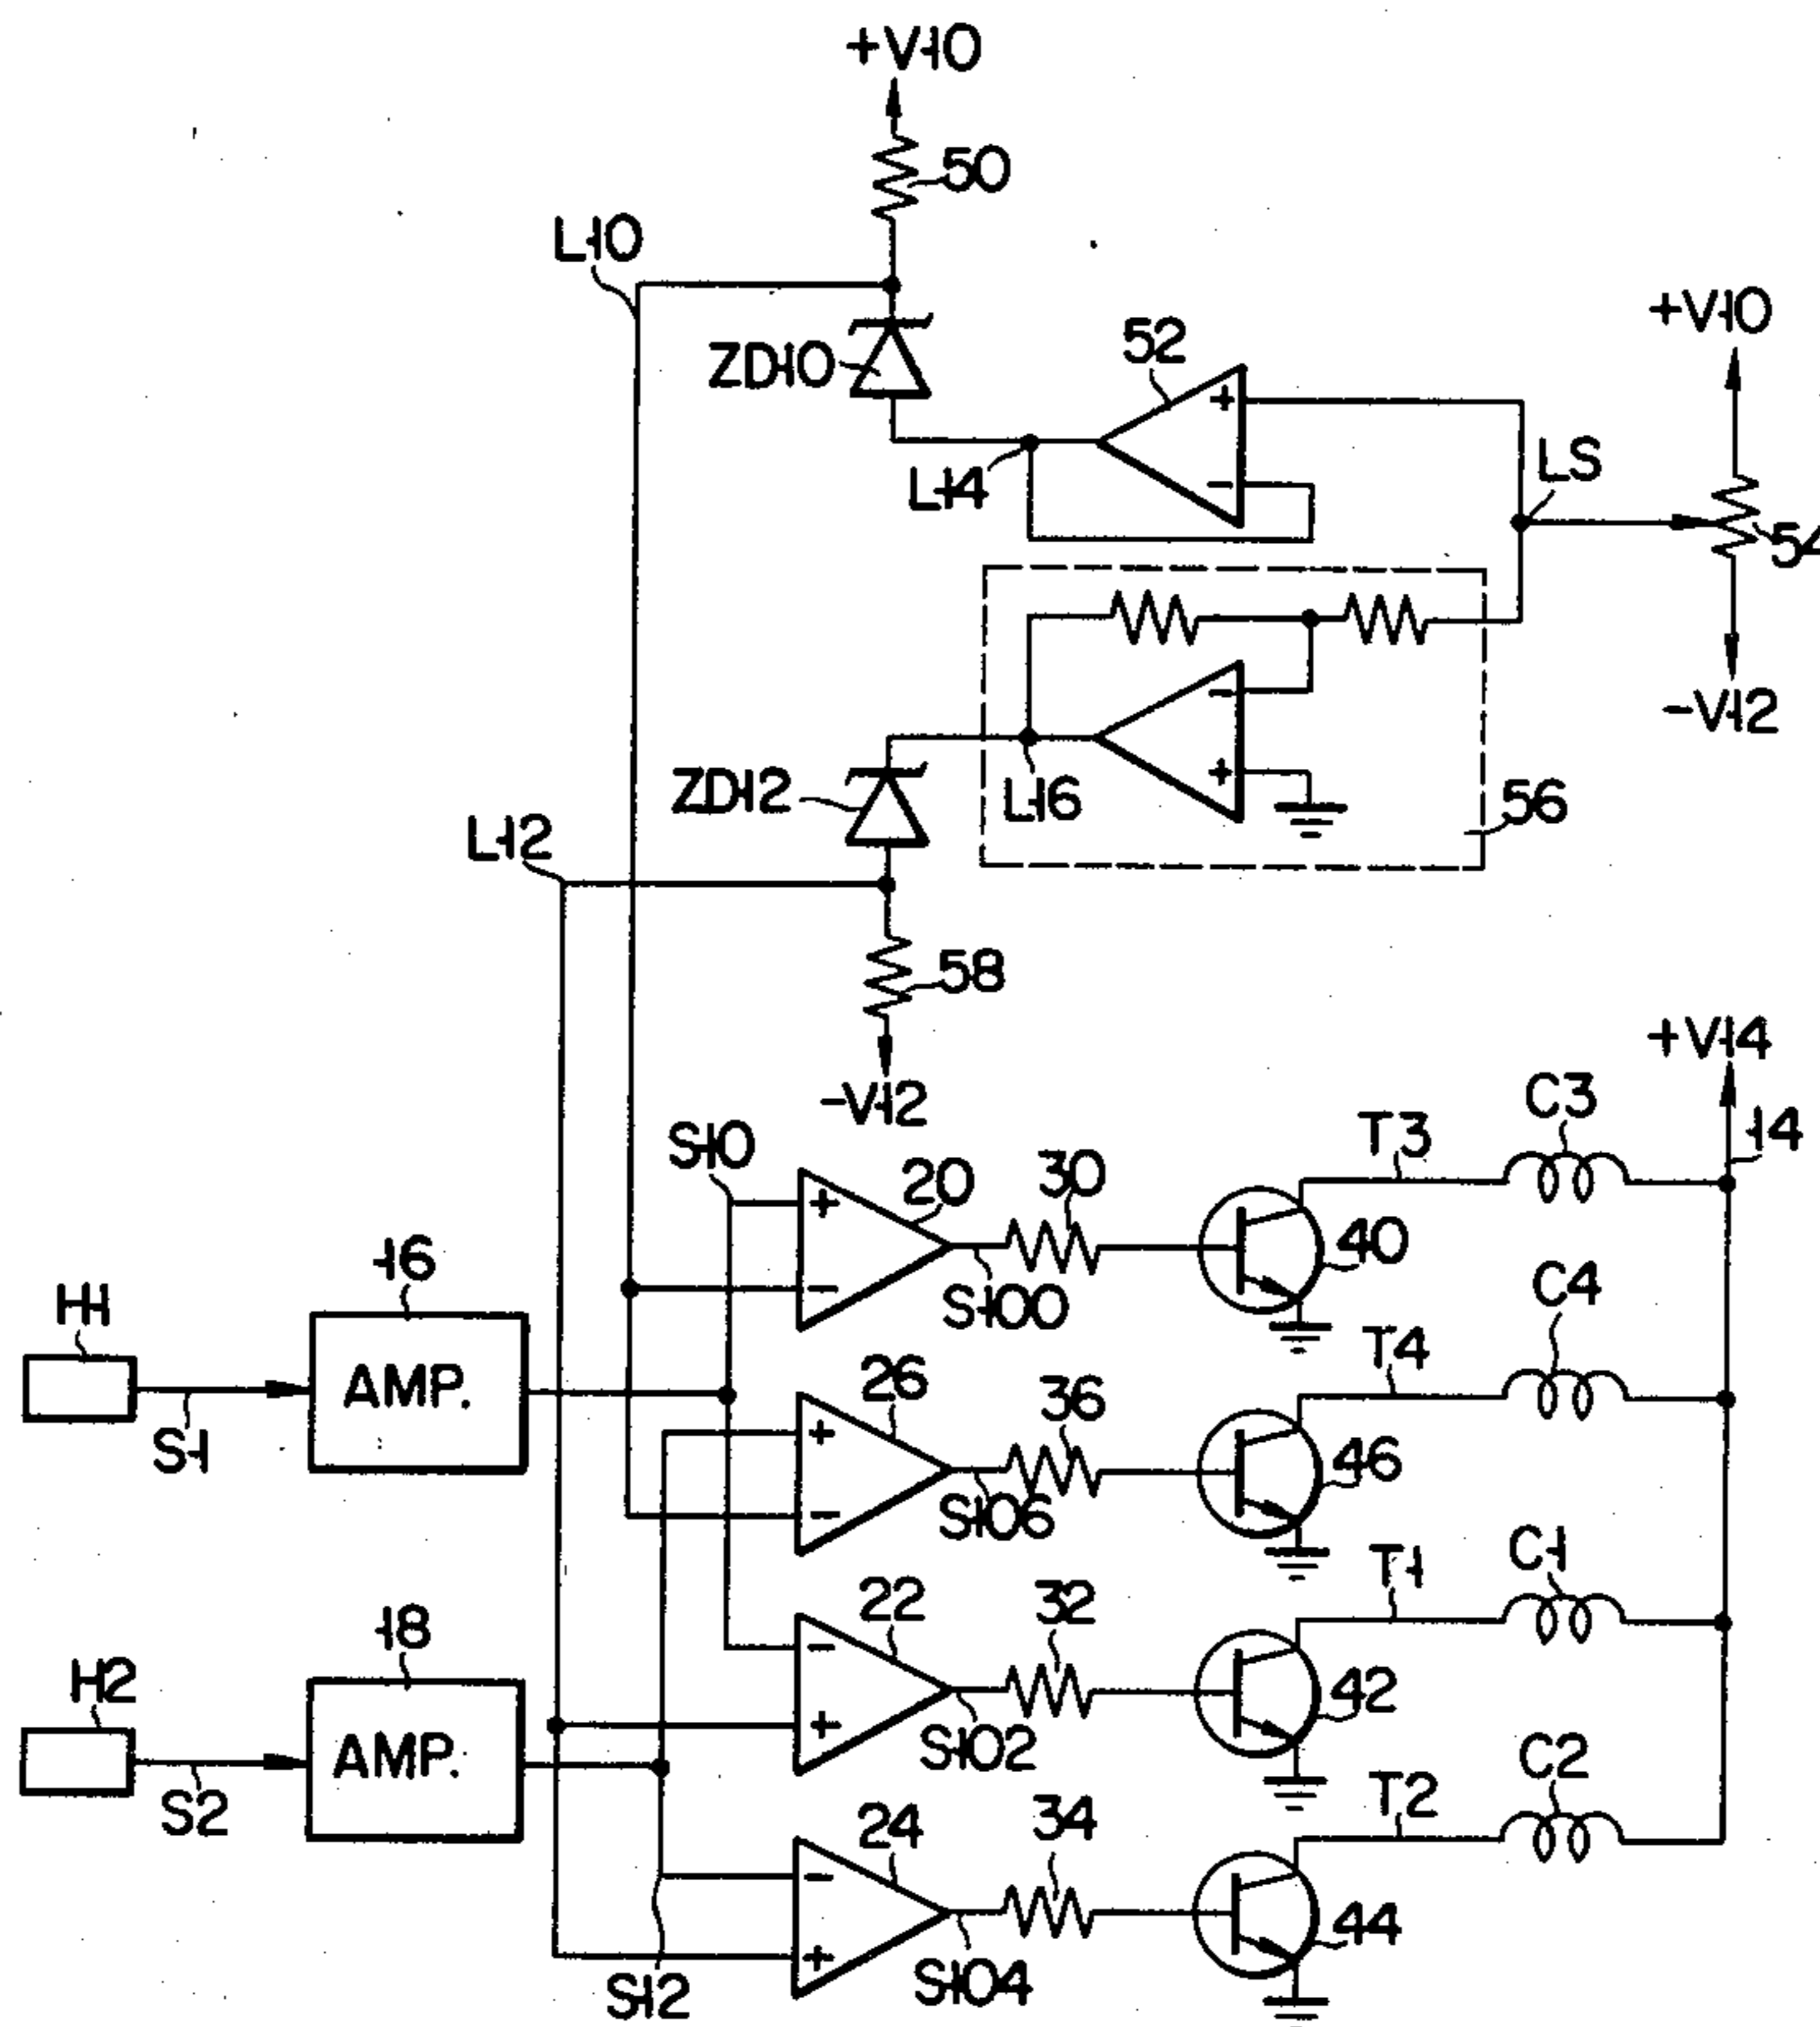 +V10
50
L10
+V10
52
ZD10
LS
L14
54
-V12
ZD12
L16
56
L12
58
-V12
+V14
C3
14
T3
S10
20
30
40
16
H1
S100
C4
T4
AMP.
26
36
46
S1
S106
C1
T1
22
32
18
H2
42
S102
C2
AMP.
T2
S2
24
34
44
S104
S12
+
-
-
+
+
-
+
-
-
+
-
+